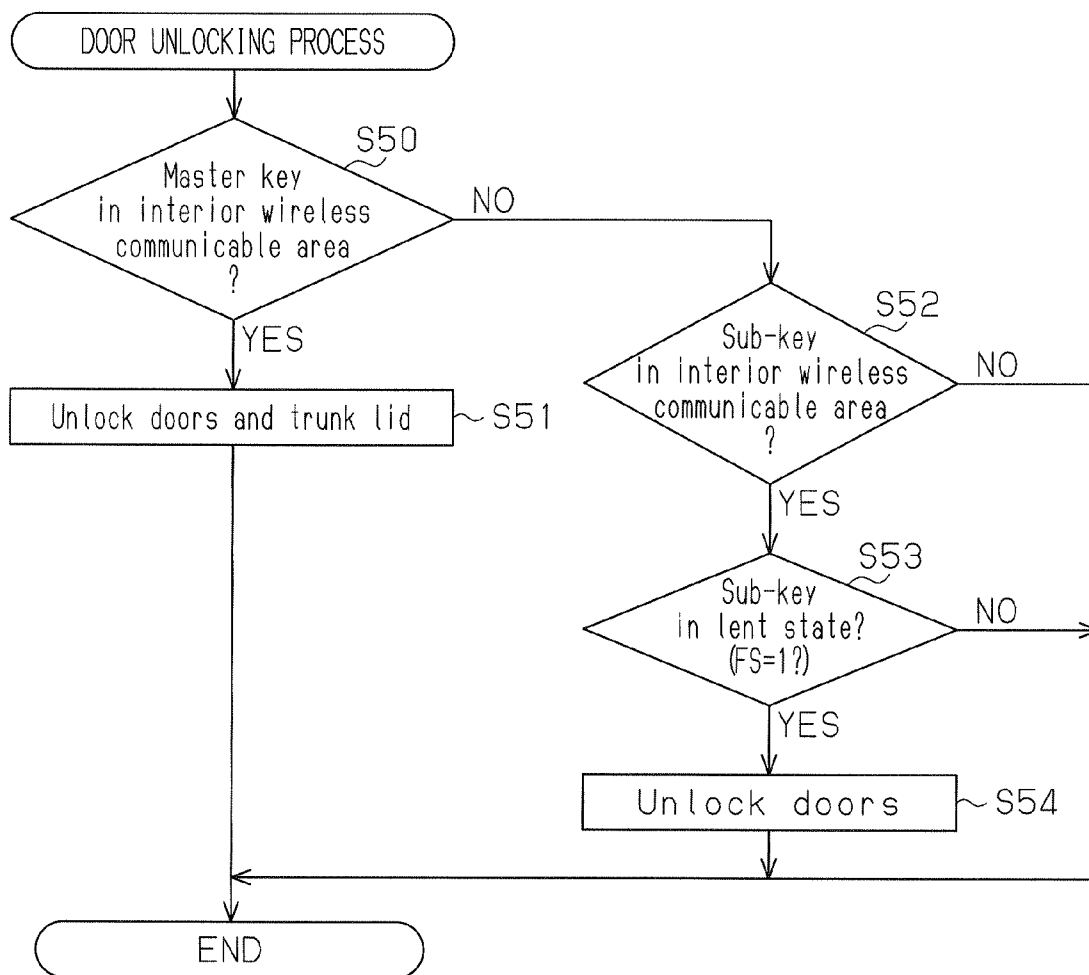 DOOR UNLOCKING PROCESS
S50
Master key
in interior wireless
communicable area
?
NO
YES
S52
Sub-key
in interior wireless
communicable area
?
NO
Unlock doors and trunk lid
S51
YES
S53
Sub-key
in lent state?
(FS=1?)
NO
YES
Unlock doors
S54
END